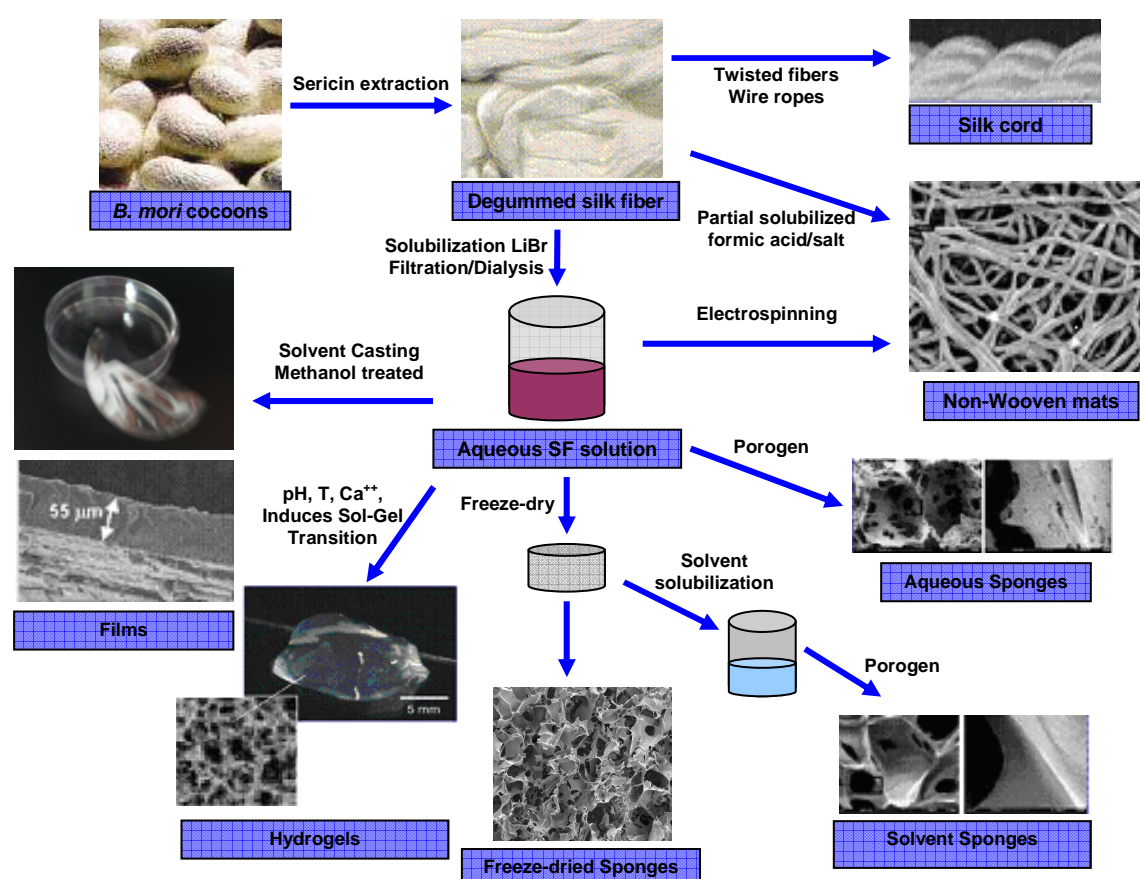 Sericin extraction
Twisted fibers
Wire ropes
Silk cord
B. mori cocoons
Degummed silk fiber
Partial solubilized
formic acid/salt
Solubilization LiBr
Filtration/Dialysis
Electrospinning
Solvent Casting
Methanol treated
Non-Wooven mats
Aqueous SF solution
Porogen
55 µm
pH, T, Ca++,
Induces Sol-Gel
Transition
Freeze-dry
Solvent
solubilization
Aqueous Sponges
Films
Porogen
5 mm
Hydrogels
Freeze-dried Sponges
Solvent Sponges